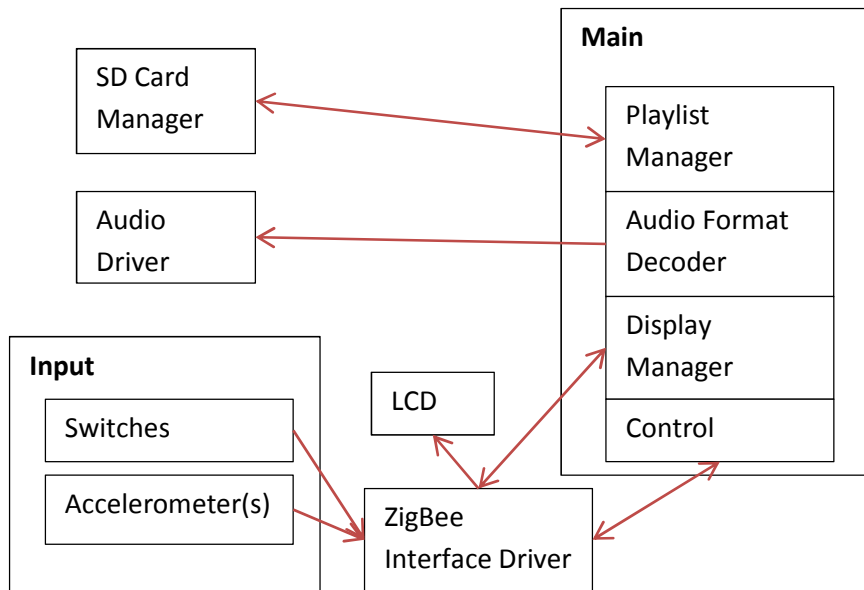 Main
SD Card
Manager
Playlist
Manager
Audio
Driver
Audio Format
Decoder
Display
Manager
Control
Input
Switches
Accelerometer(s)
LCD
ZigBee
Interface Driver